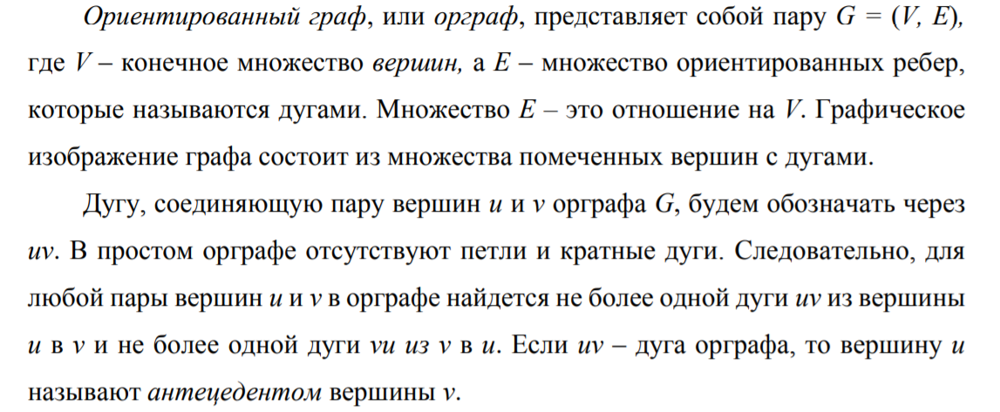 Ориентированный граф, или орграф, представляет собой пару G = (V, E),
где V – конечное множество вершин, а E – множество ориентированных ребер,
которые называются дугами. Множество E – это отношение на V. Графическое
изображение графа состоит из множества помеченных вершин с дугами.
Дугу, соединяющую пару вершин u и v орграфа G, будем обозначать через
uv. В простом орграфе отсутствуют петли и кратные дуги. Следовательно, для
любой пары вершин u и v в орграфе найдется не более одной дуги uv из вершины
u в v и не более одной дуги vu из v в u. Если uv – дуга орграфа, то вершину u
называют антецедентом вершины v.